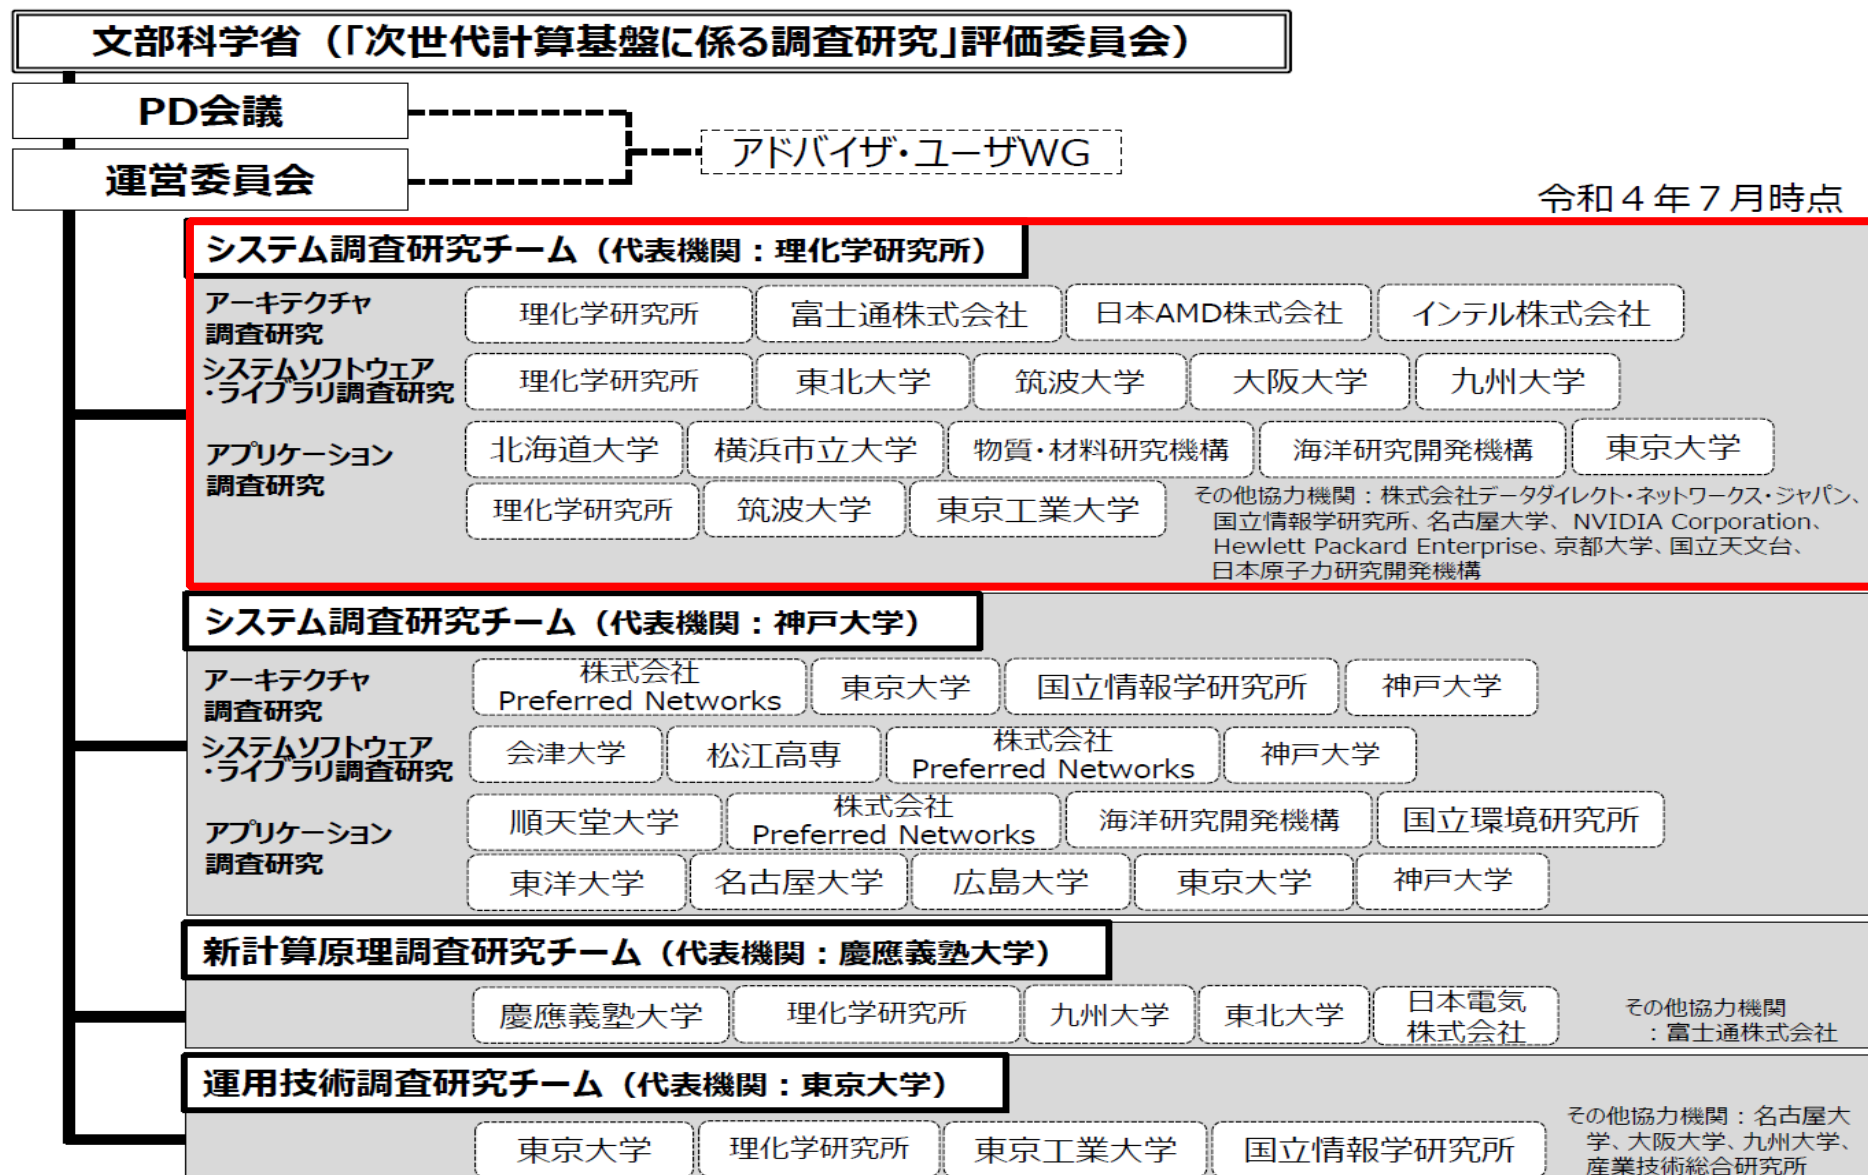 文部科学省（｢次世代計算基盤に係る調査研究｣評価委員会）
PD会議
運営委員会
アドバイザ・ユーザWG
令和４年７月時点
システム調査研究チーム（代表機関：理化学研究所）
アーキテクチャ
調査研究
理化学研究所 富士通株式会社 日本AMD株式会社 インテル株式会社
システムソフトウェア
・ライブラリ調査研究
理化学研究所 東北大学 筑波大学 大阪大学 九州大学
アプリケーション
調査研究
北海道大学 横浜市立大学 物質・材料研究機構 海洋研究開発機構 東京大学
理化学研究所 筑波大学 東京工業大学
その他協力機関：株式会社データダイレクト・ネットワークス・ジャパン、
国立情報学研究所、名古屋大学、NVIDIA Corporation、
Hewlett Packard Enterprise、京都大学、国立天文台、
日本原子力研究開発機構
システム調査研究チーム（代表機関：神戸大学）
アーキテクチャ
調査研究
株式会社
Preferred Networks
東京大学 国立情報学研究所 神戸大学
システムソフトウェア
・ライブラリ調査研究
会津大学 松江高専
株式会社
Preferred Networks
神戸大学
アプリケーション
調査研究
順天堂大学
株式会社
Preferred Networks
海洋研究開発機構 国立環境研究所
東洋大学 名古屋大学 広島大学 東京大学 神戸大学
新計算原理調査研究チーム（代表機関：慶應義塾大学）
慶應義塾大学 理化学研究所 九州大学 東北大学
日本電気
株式会社
その他協力機関
：富士通株式会社
運用技術調査研究チーム（代表機関：東京大学）
東京大学 理化学研究所 東京工業大学 国立情報学研究所
その他協力機関：名古屋大
学、大阪大学、九州大学、
産業技術総合研究所